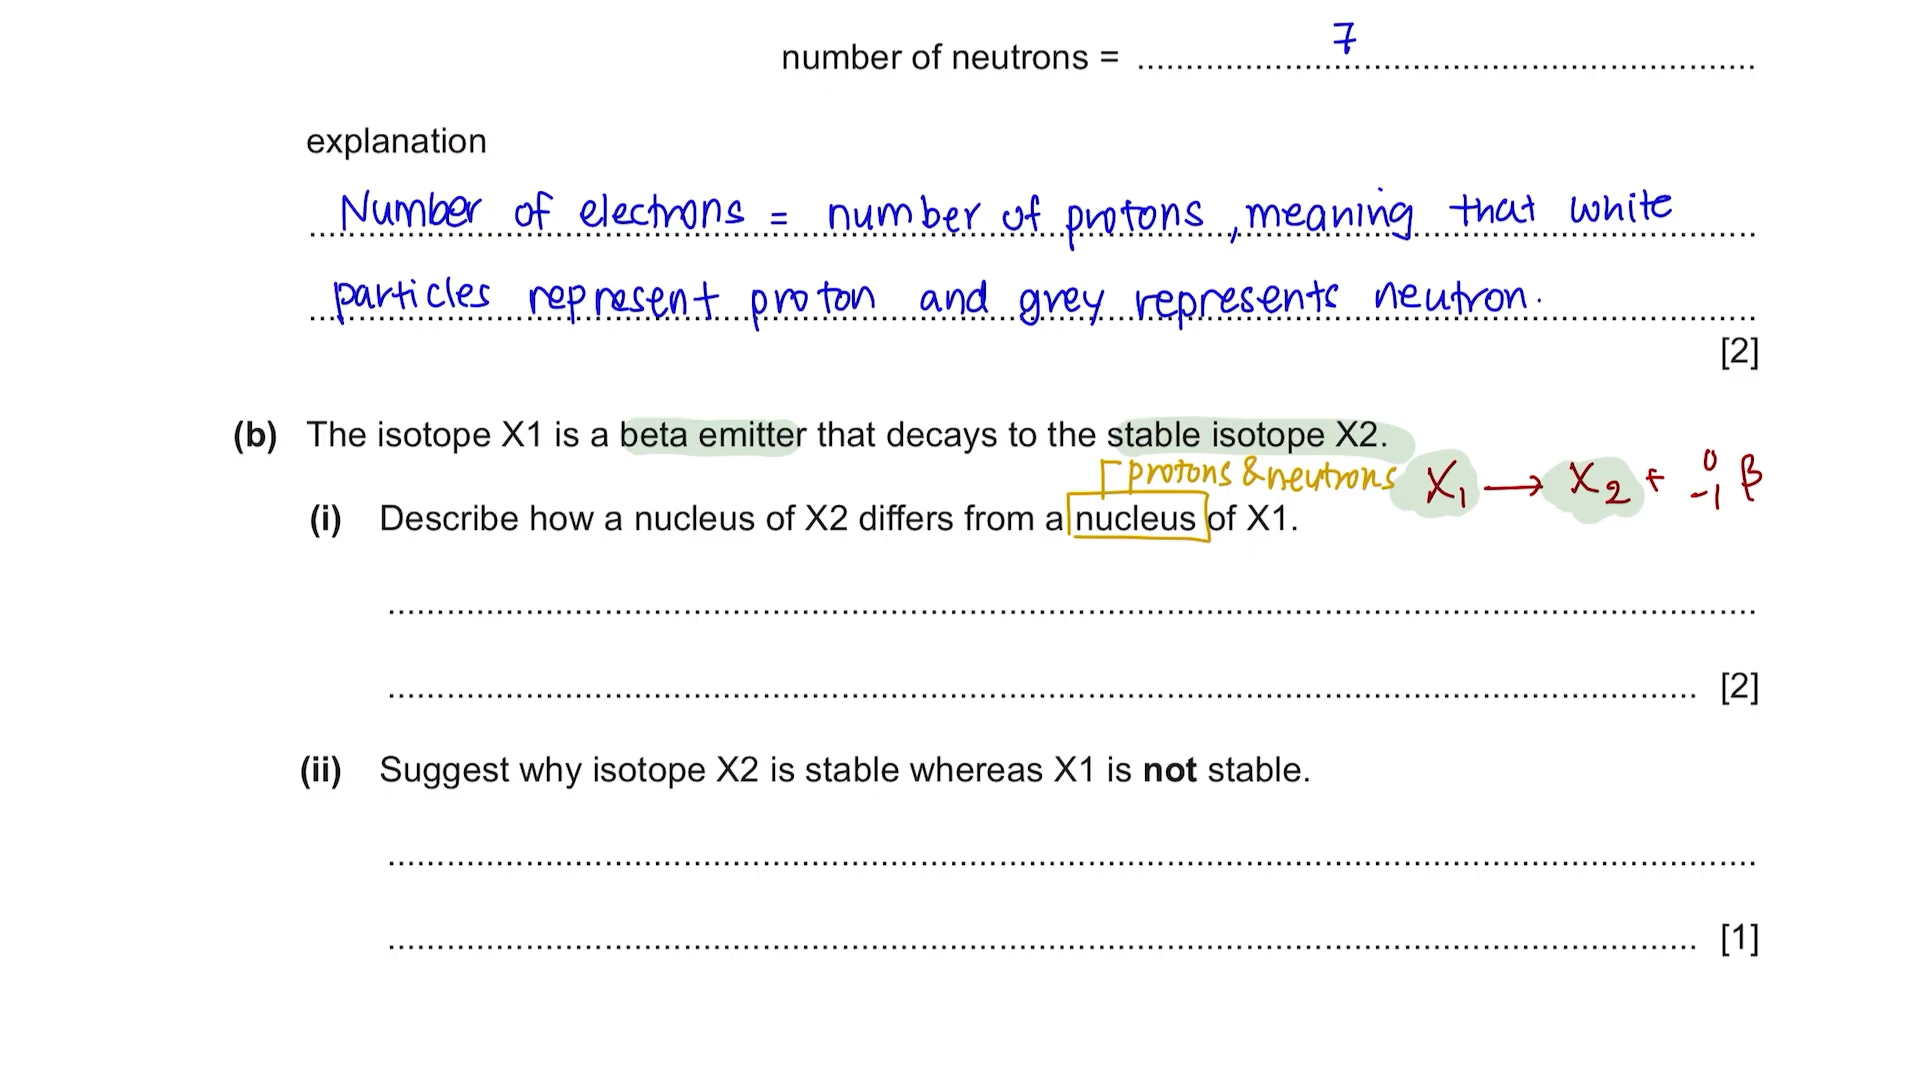 7
number of neutrons = ................................................................
explanation
Number of electrons = number of protons, meaning that white
particles represent proton and grey represents neutron.
[2]
(b) The isotope X1 is a beta emitter that decays to the stable isotope X2.
protons & neutrons X₁ → X₂ + ⁰₋₁β
(i) Describe how a nucleus of X2 differs from a nucleus of X1.
................................................................
................................................................ [2]
(ii) Suggest why isotope X2 is stable whereas X1 is not stable.
................................................................
................................................................ [1]